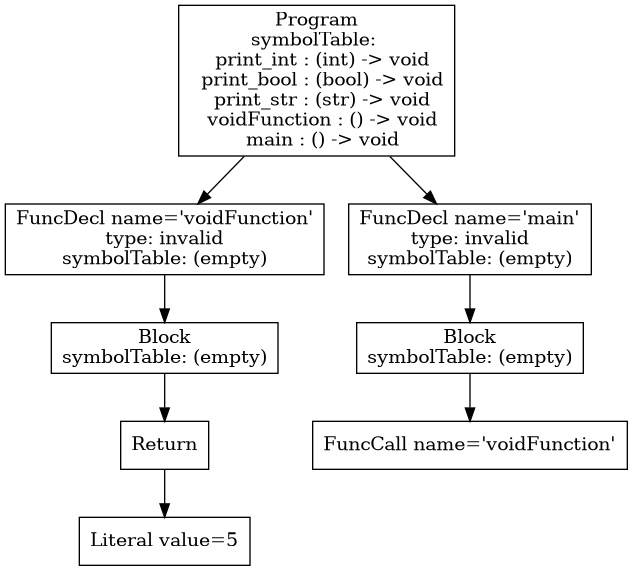 Program
symbolTable:
print_int : (int) -> void
print_bool : (bool) -> void
print_str : (str) -> void
voidFunction : () -> void
main : () -> void
FuncDecl name='voidFunction'
type: invalid
symbolTable: (empty)
FuncDecl name='main'
type: invalid
symbolTable: (empty)
Block
symbolTable: (empty)
Block
symbolTable: (empty)
Return
FuncCall name='voidFunction'
Literal value=5